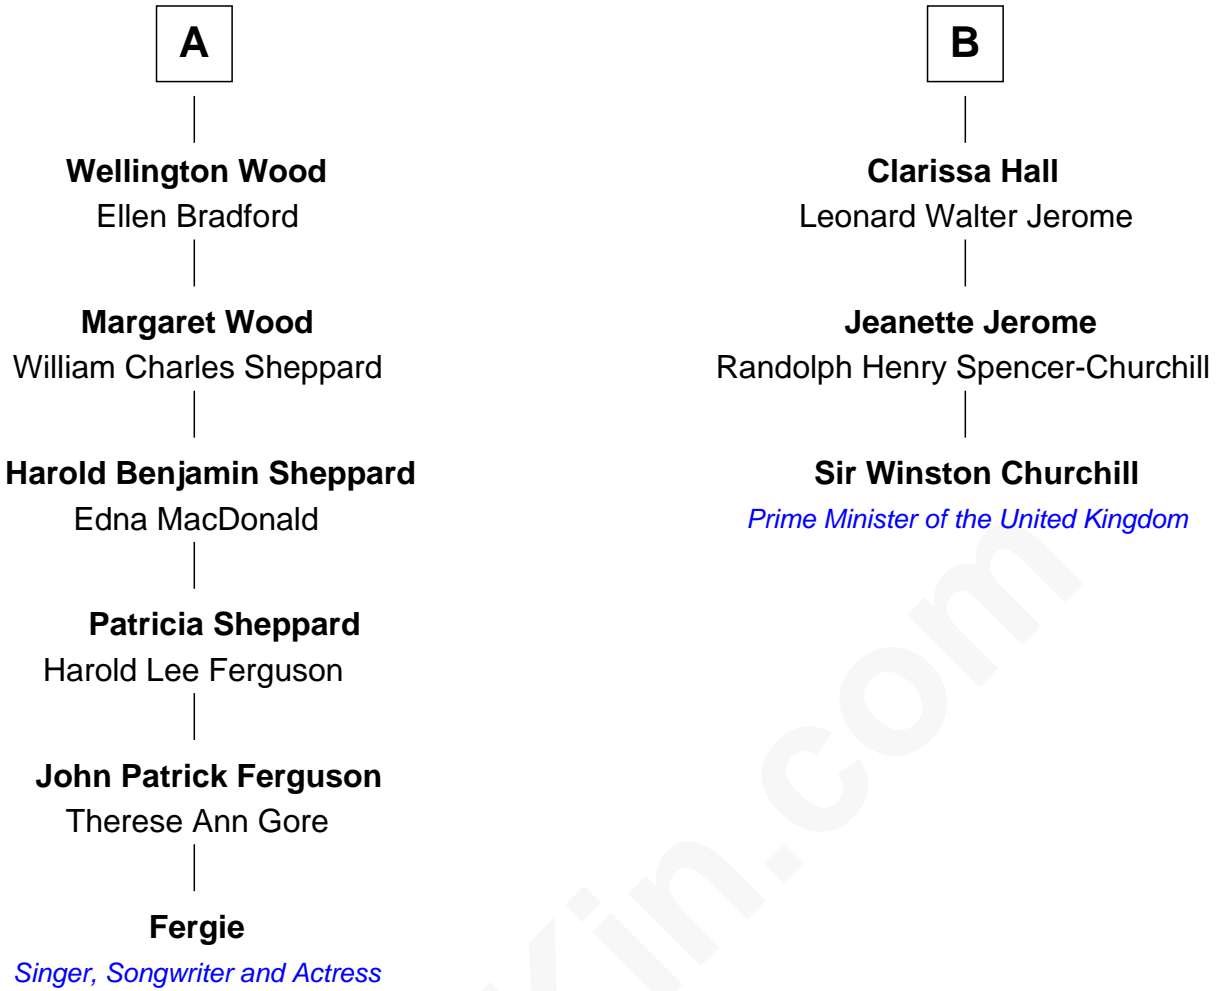 A
Wellington Wood
Ellen Bradford
Margaret Wood
William Charles Sheppard
Harold Benjamin Sheppard
Edna MacDonald
Patricia Sheppard
Harold Lee Ferguson
John Patrick Ferguson
Therese Ann Gore
Fergie
Singer, Songwriter and Actress
B
Clarissa Hall
Leonard Walter Jerome
Jeanette Jerome
Randolph Henry Spencer-Churchill
Sir Winston Churchill
Prime Minister of the United Kingdom
Kin.com